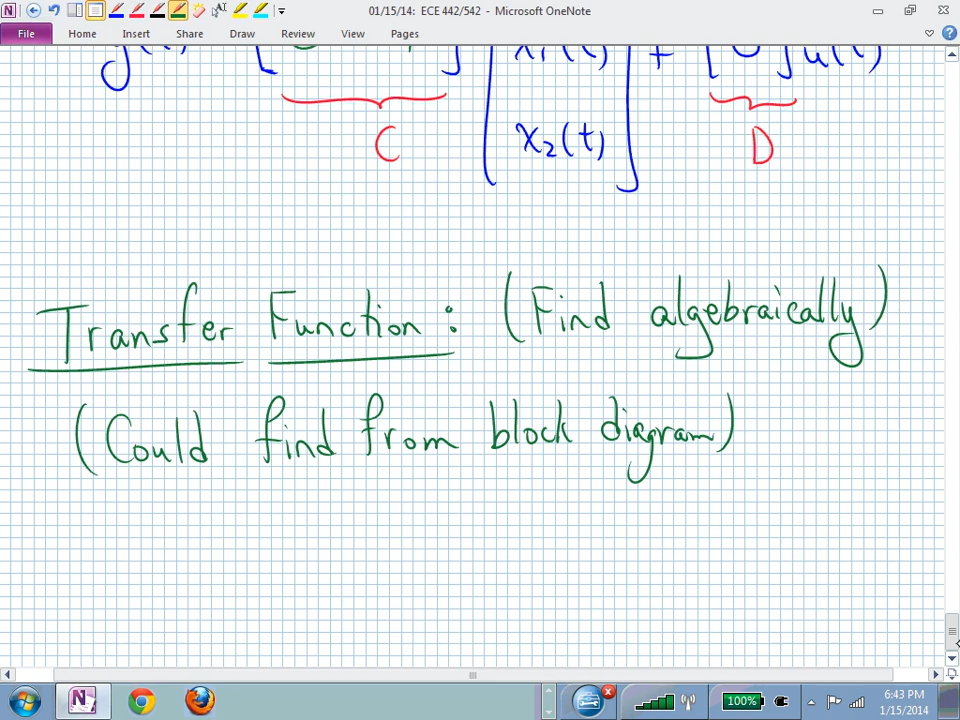 01/15/14: ECE 442/542 - Microsoft OneNote
File Home Insert Share Draw Review View Pages
C D
x₂(t)
Transfer Function : (Find algebraically)
(Could find from block diagram)
100%
6:43 PM
1/15/2014